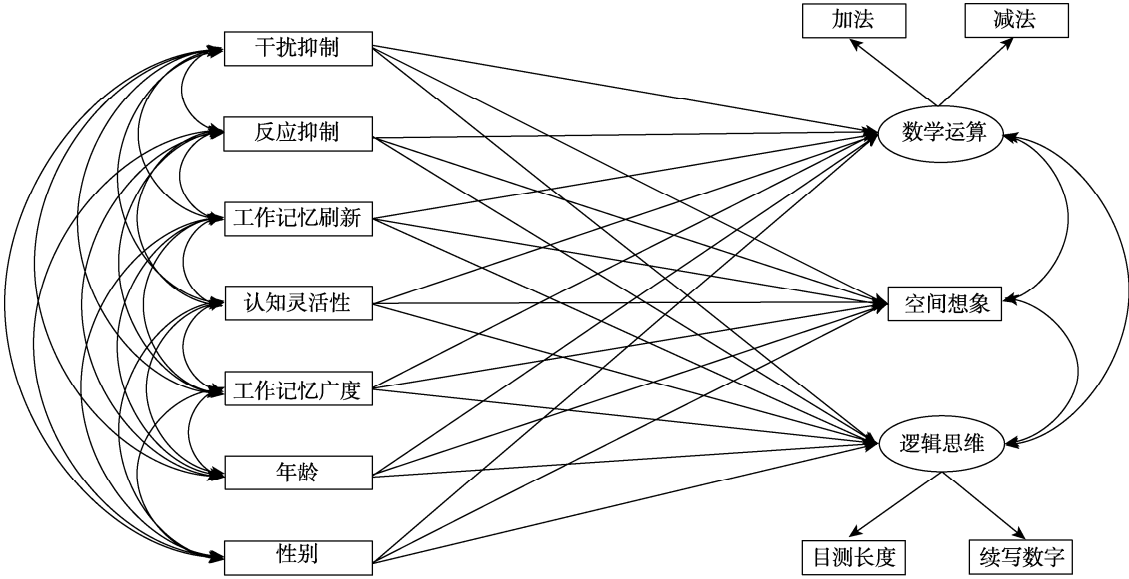 加法
减法
干扰抑制
反应抑制
数学运算
工作记忆刷新
认知灵活性
空间想象
工作记忆广度
逻辑思维
年龄
性别
目测长度
续写数字